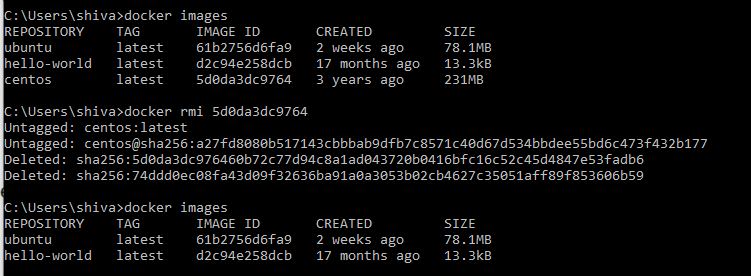 C:\Users\shiva>docker images
REPOSITORY TAG IMAGE ID CREATED SIZE
ubuntu latest 61b2756d6fa9 2 weeks ago 78.1MB
hello-world latest d2c94e258dcb 17 months ago 13.3kB
centos latest 5d0da3dc9764 3 years ago 231MB
C:\Users\shiva>docker rmi 5d0da3dc9764
Untagged: centos:latest
Untagged: centos@sha256:a27fd8080b517143cbbbab9dfb7c8571c40d67d534bbdee55bd6c473f432b177
Deleted: sha256:5d0da3dc976460b72c77d94c8a1ad043720b0416bfc16c52c45d4847e53fadb6
Deleted: sha256:74ddd0ec08fa43d09f32636ba91a0a3053b02cb4627c35051aff89f853606b59
C:\Users\shiva>docker images
REPOSITORY TAG IMAGE ID CREATED SIZE
ubuntu latest 61b2756d6fa9 2 weeks ago 78.1MB
hello-world latest d2c94e258dcb 17 months ago 13.3kB